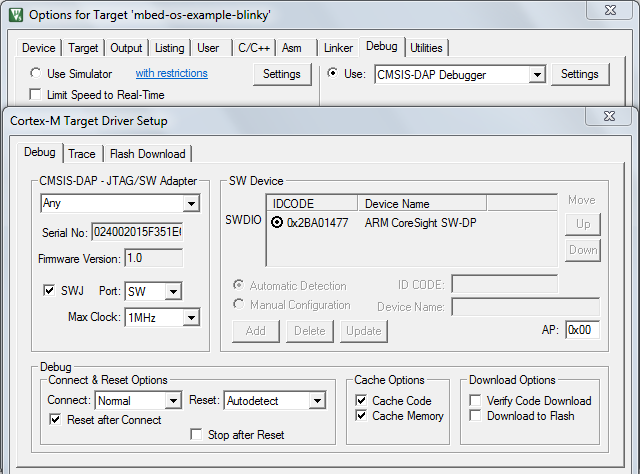 Options for Target 'mbed-os-example-blinky'
Device Target Output Listing User C/C++ Asm Linker Debug Utilities
Use Simulator with restrictions Settings Use: CMSIS-DAP Debugger Settings
Limit Speed to Real-Time
Cortex-M Target Driver Setup
Debug Trace Flash Download
CMSIS-DAP - JTAG/SW Adapter
Any
Serial No: 024002015F351E
Firmware Version: 1.0
SWJ Port: SW
Max Clock: 1MHz
SW Device
IDCODE Device Name Move
SWDIO 0x2BA01477 ARM CoreSight SW-DP Up
Down
Automatic Detection ID CODE:
Manual Configuration Device Name:
Add Delete Update AP: 0x00
Debug
Connect & Reset Options
Connect: Normal Reset: Autodetect
Reset after Connect
Stop after Reset
Cache Options
Cache Code
Cache Memory
Download Options
Verify Code Download
Download to Flash